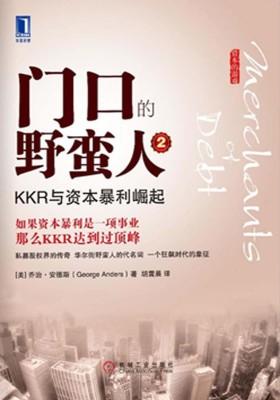 华章经管
资本的游戏
Merchants
of
Debt
门口的
野蛮人2
KKR与资本暴利崛起
如果资本暴利是一项事业
那么KKR达到过顶峰
私募股权界的传奇 华尔街野蛮人的代名词 一个狂飙时代的象征
[美]乔治·安德斯(George Anders)著 胡震晨 译
机械工业出版社